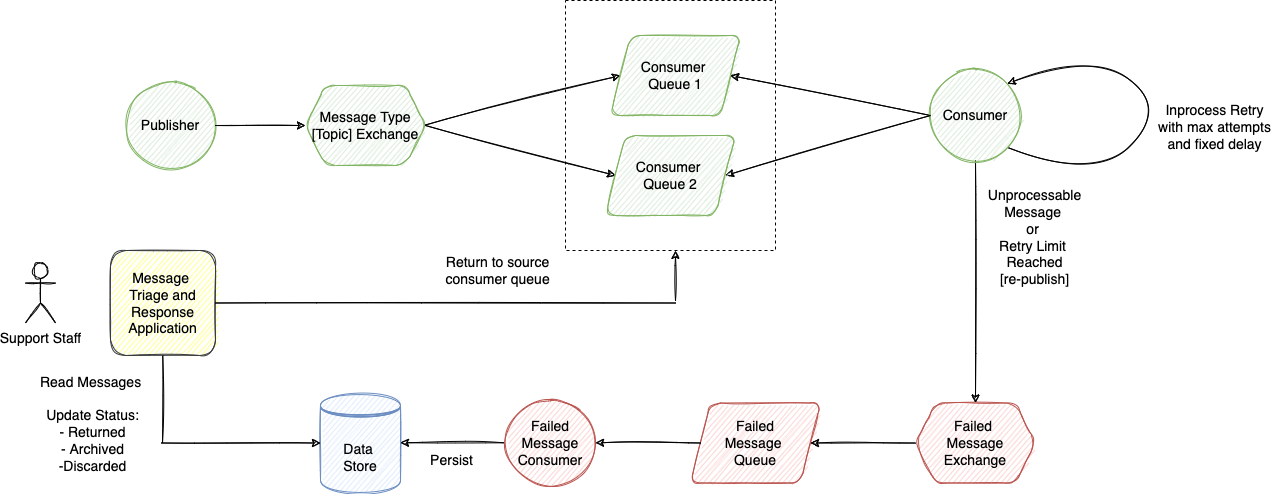 Publisher
Message Type
[Topic] Exchange
Consumer
Queue 1
Consumer
Queue 2
Consumer
Inprocess Retry
with max attempts
and fixed delay
Unprocessable
Message
or
Retry Limit
Reached
[re-publish]
Return to source
consumer queue
Message
Triage and
Response
Application
Support Staff
Read Messages
Update Status:
- Returned
- Archived
-Discarded
Data
Store
Persist
Failed
Message
Consumer
Failed
Message
Queue
Failed
Message
Exchange